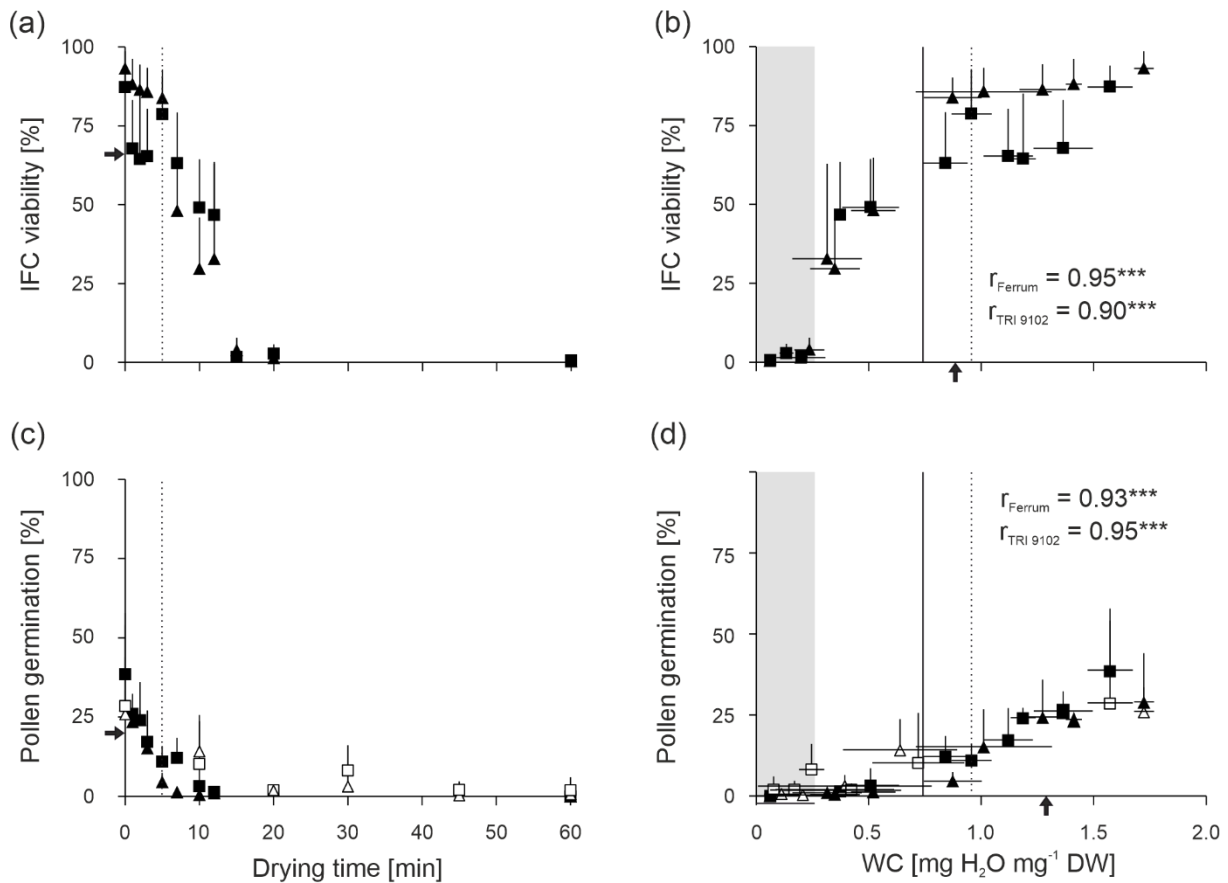 (a)
(b)
100
75
50
25
0
IFC viability [%]
100
75
50
25
0
IFC viability [%]
r_Ferrum = 0.95***
r_TRI 9102 = 0.90***
(c)
(d)
100
75
50
25
0
Pollen germination [%]
0 10 20 30 40 50 60
Drying time [min]
75
50
25
0
Pollen germination [%]
r_Ferrum = 0.93***
r_TRI 9102 = 0.95***
0 0.5 1.0 1.5 2.0
WC [mg H₂O mg⁻¹ DW]